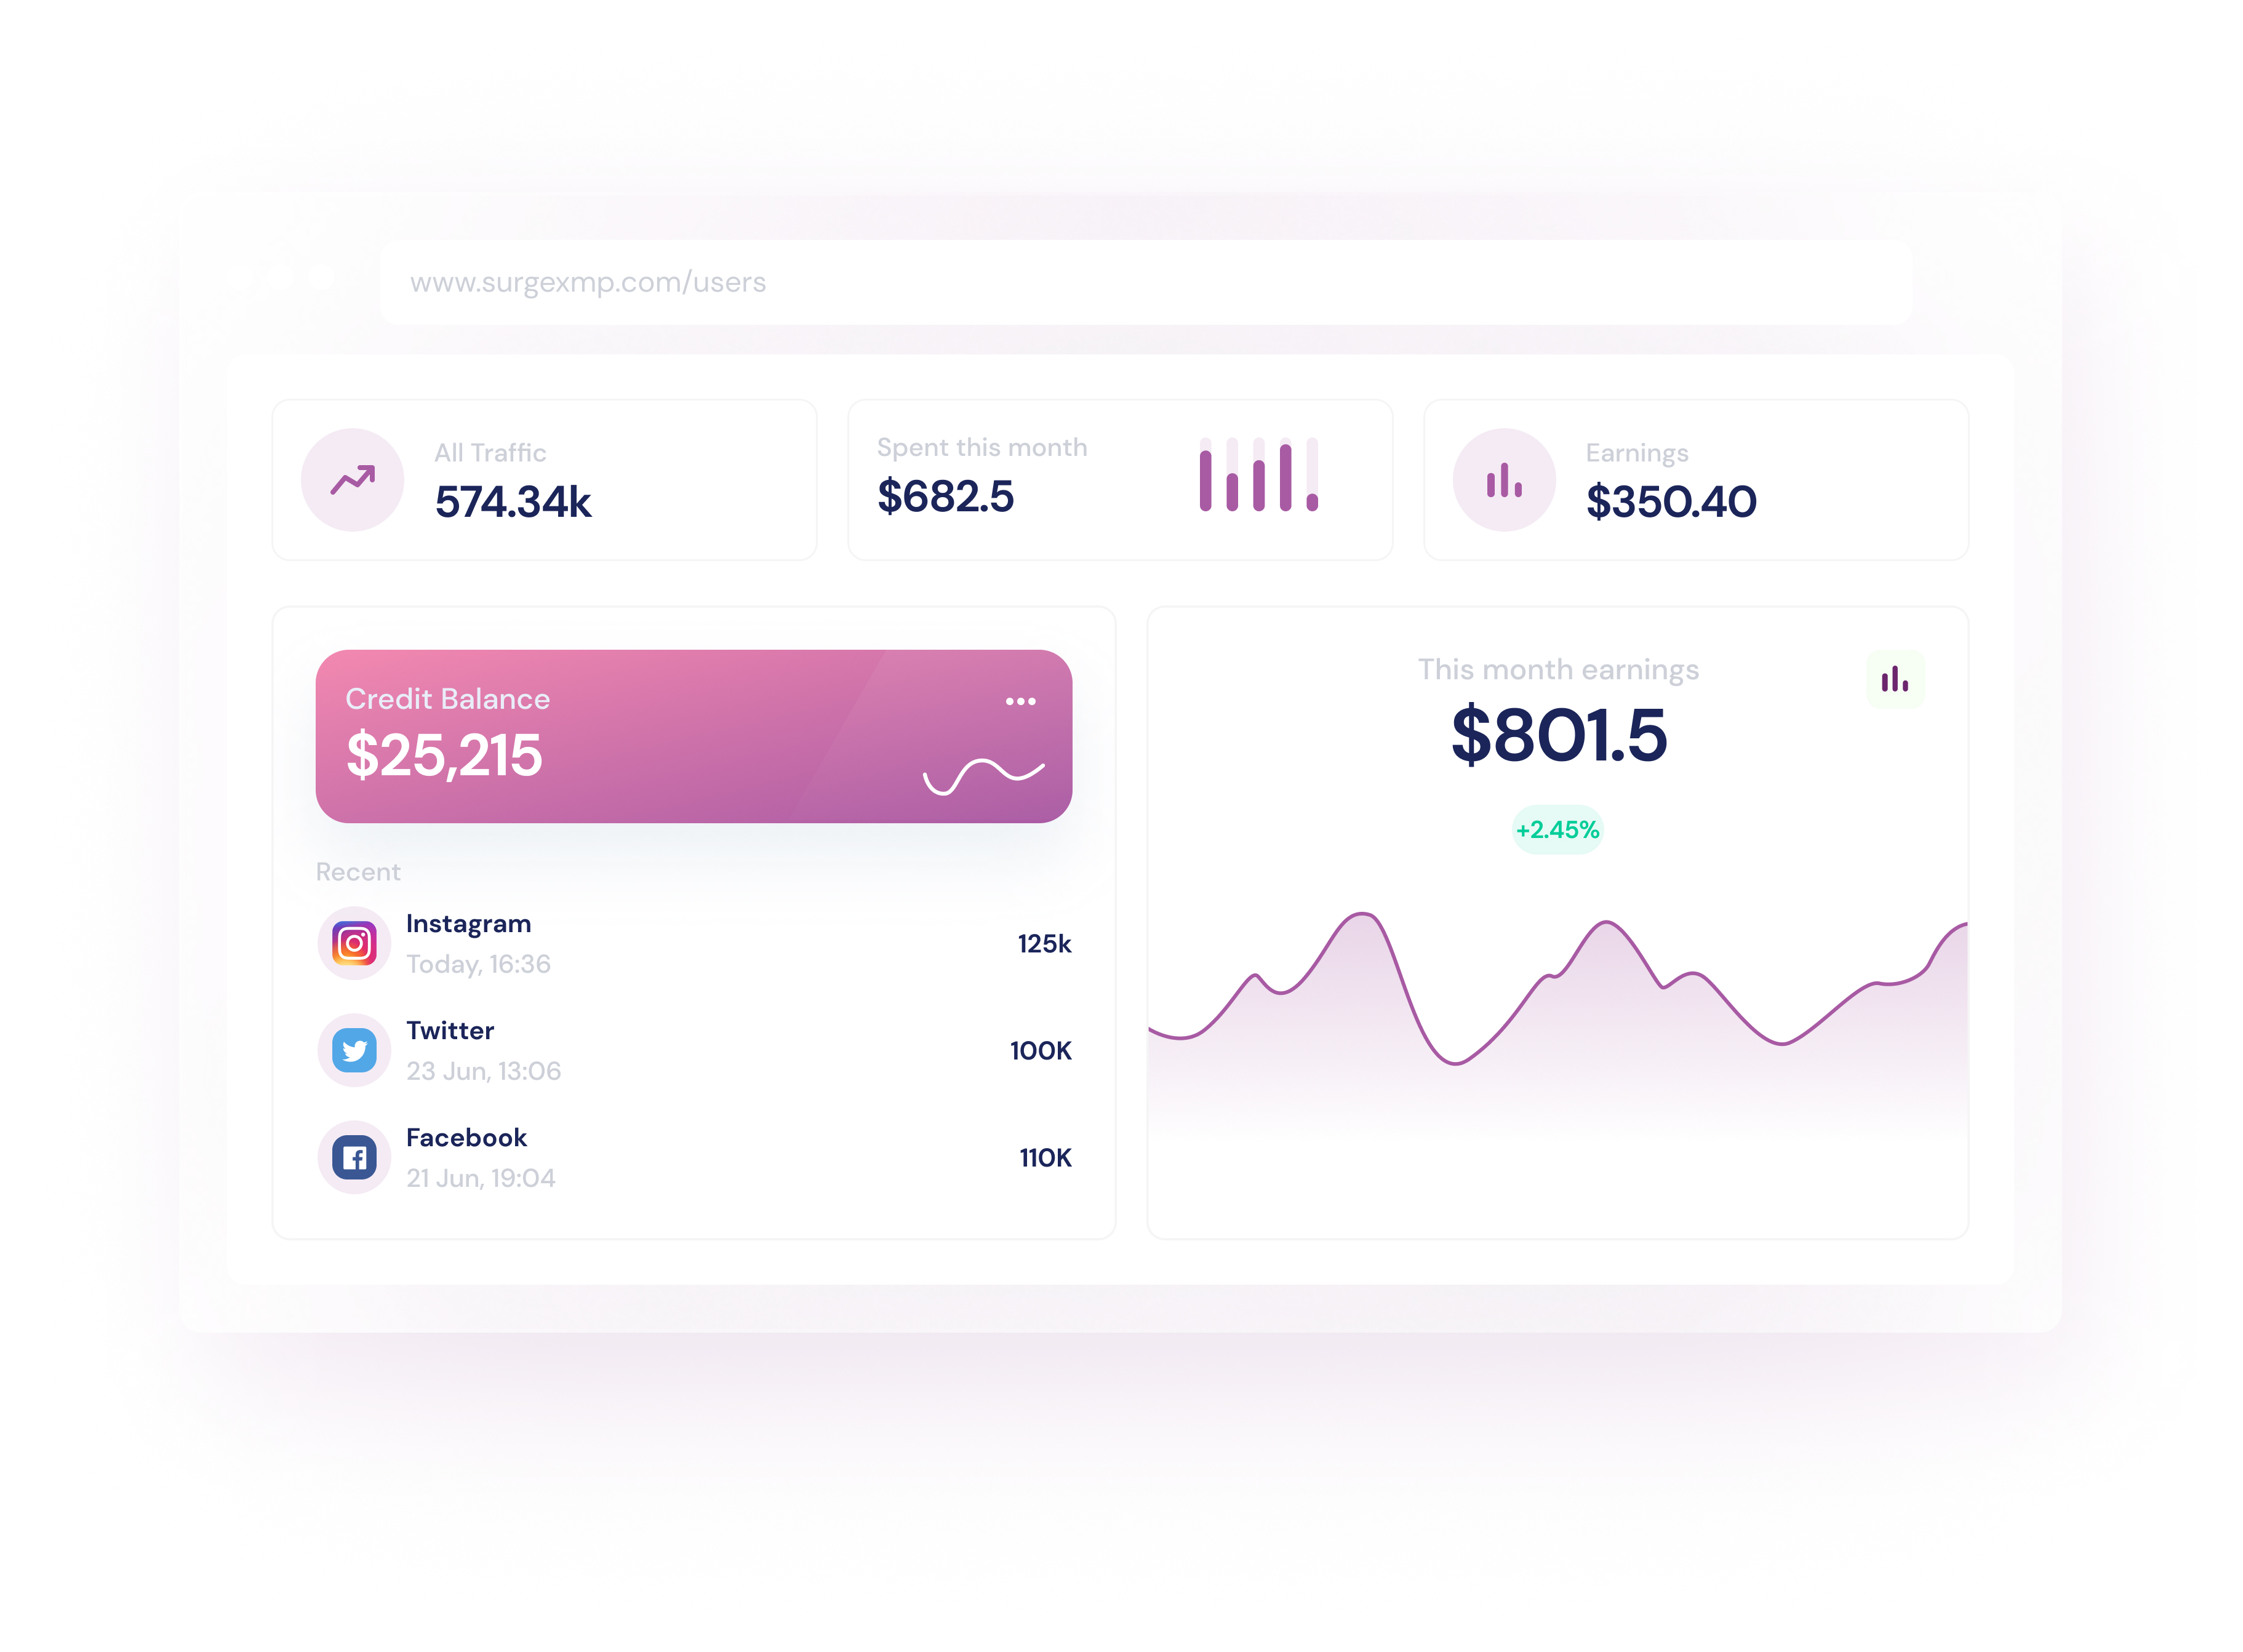 www.surgexmp.com/users
All Traffic
574.34k
Spent this month
$682.5
Earnings
$350.40
Credit Balance
$25,215
Recent
Instagram
Today, 16:36
125k
Twitter
23 Jun, 13:06
100K
Facebook
21 Jun, 19:04
110K
This month earnings
$801.5
+2.45%